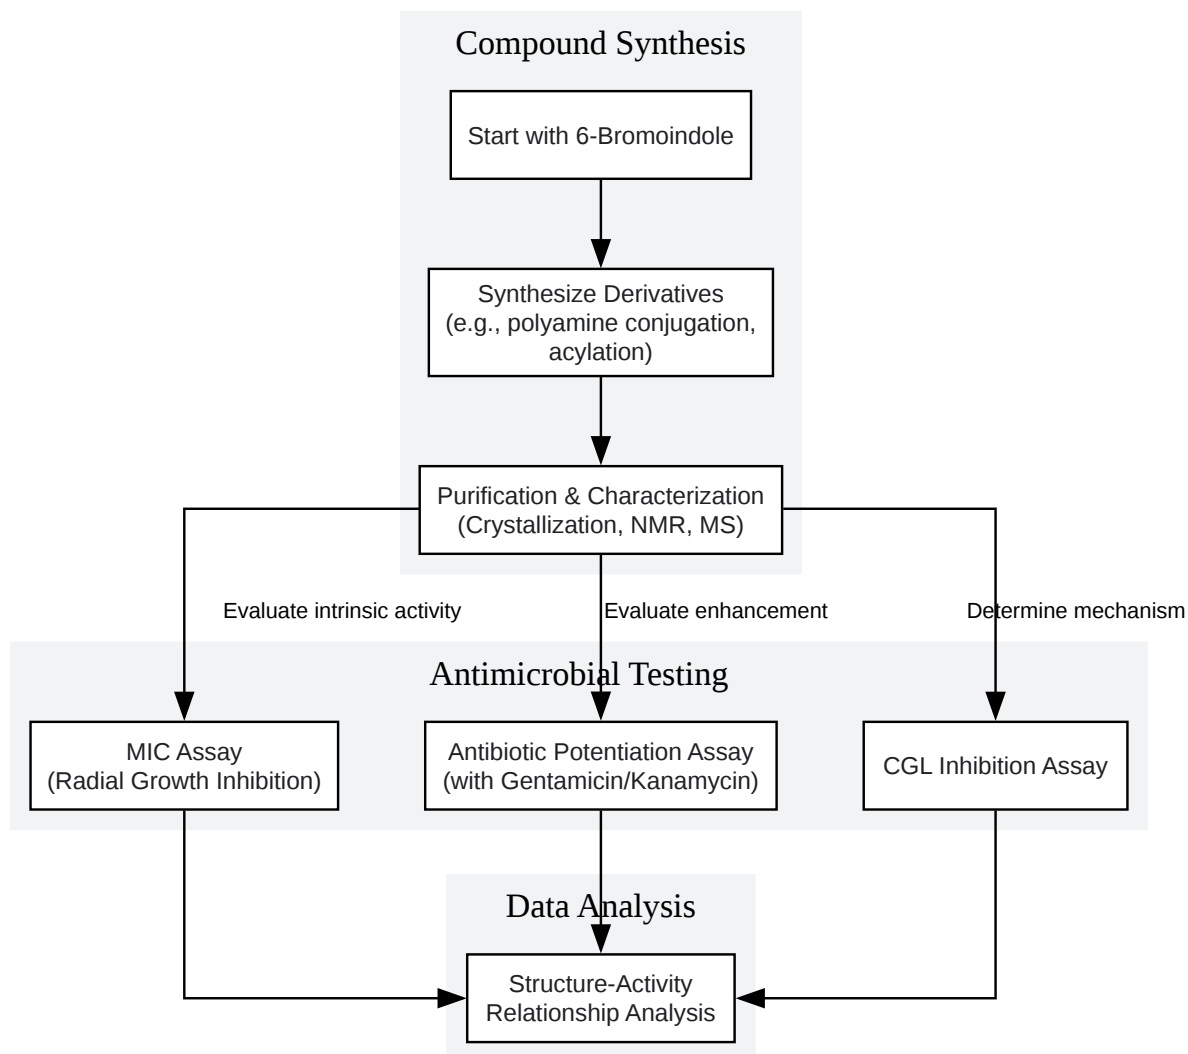 Compound Synthesis
Start with 6-Bromoindole
Synthesize Derivatives
(e.g., polyamine conjugation,
acylation)
Purification & Characterization
(Crystallization, NMR, MS)
Evaluate intrinsic activity
Evaluate enhancement
Determine mechanism
Antimicrobial Testing
MIC Assay
(Radial Growth Inhibition)
Antibiotic Potentiation Assay
(with Gentamicin/Kanamycin)
CGL Inhibition Assay
Data Analysis
Structure-Activity
Relationship Analysis